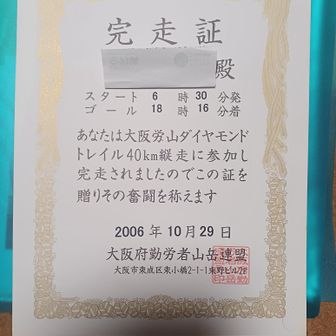 完走証
殿
スタート 6 時 30 分発
ゴール 18 時 16 分着
あなたは大阪労山ダイヤモンド
トレイル40km縦走に参加し
完走されましたのでこの証を
贈りその奮闘を称えます
2006年10月29日
大阪府勤労者山岳連盟
大阪市東成区東小橋2-1-1東野ビル2F